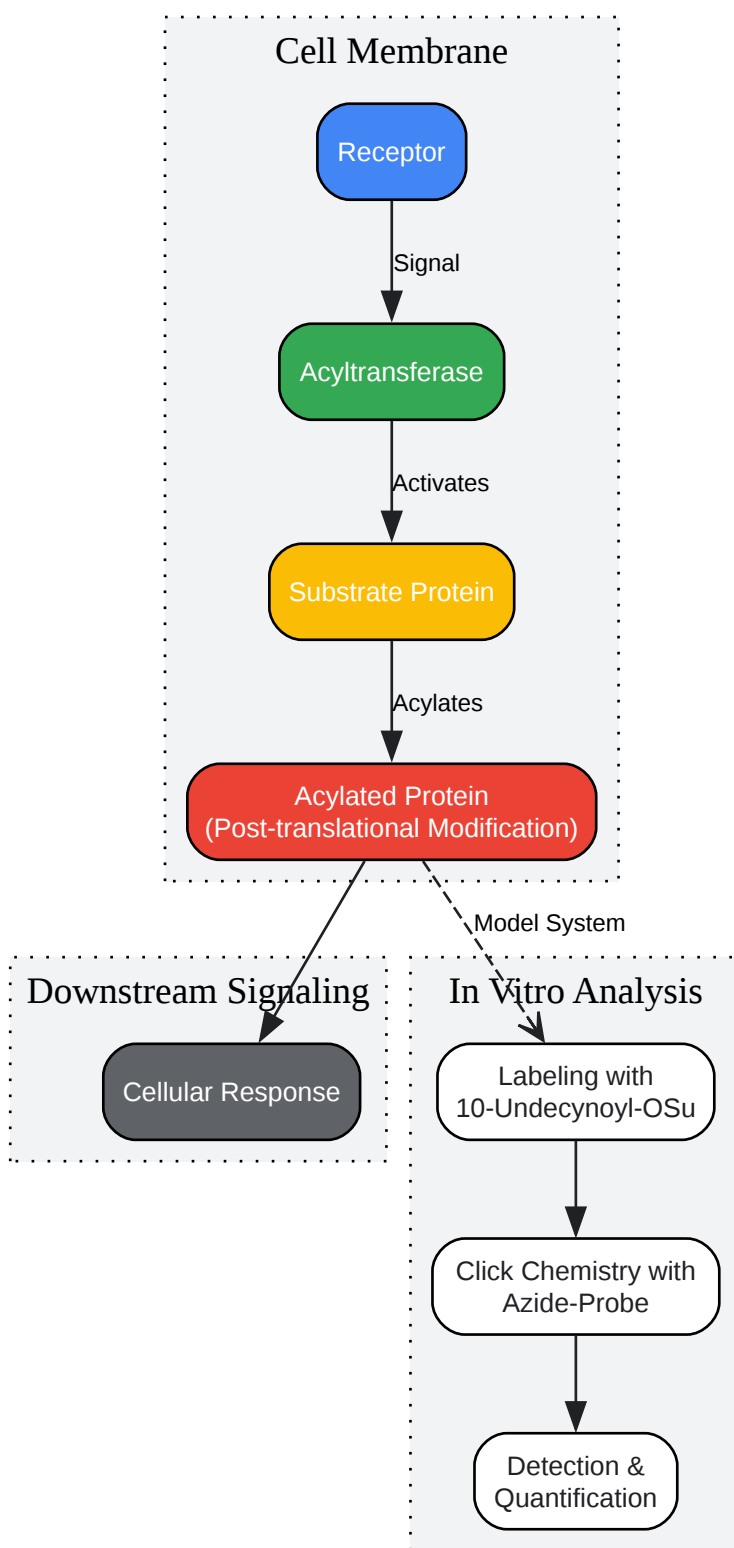 Cell Membrane
Receptor
Signal
Acyltransferase
Activates
Substrate Protein
Acylates
Acylated Protein
(Post-translational Modification)
Model System
Downstream Signaling
Cellular Response
In Vitro Analysis
Labeling with
10-Undecynoyl-OSu
Click Chemistry with
Azide-Probe
Detection &
Quantification